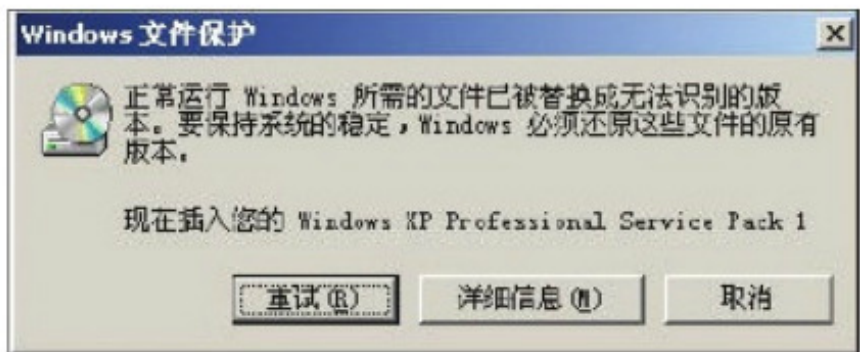 Windows 文件保护
正常运行 Windows 所需的文件已被替换成无法识别的版
本。要保持系统的稳定,Windows 必须还原这些文件的原有
版本。
现在插入您的 Windows XP Professional Service Pack 1
重试(R) 详细信息(M) 取消